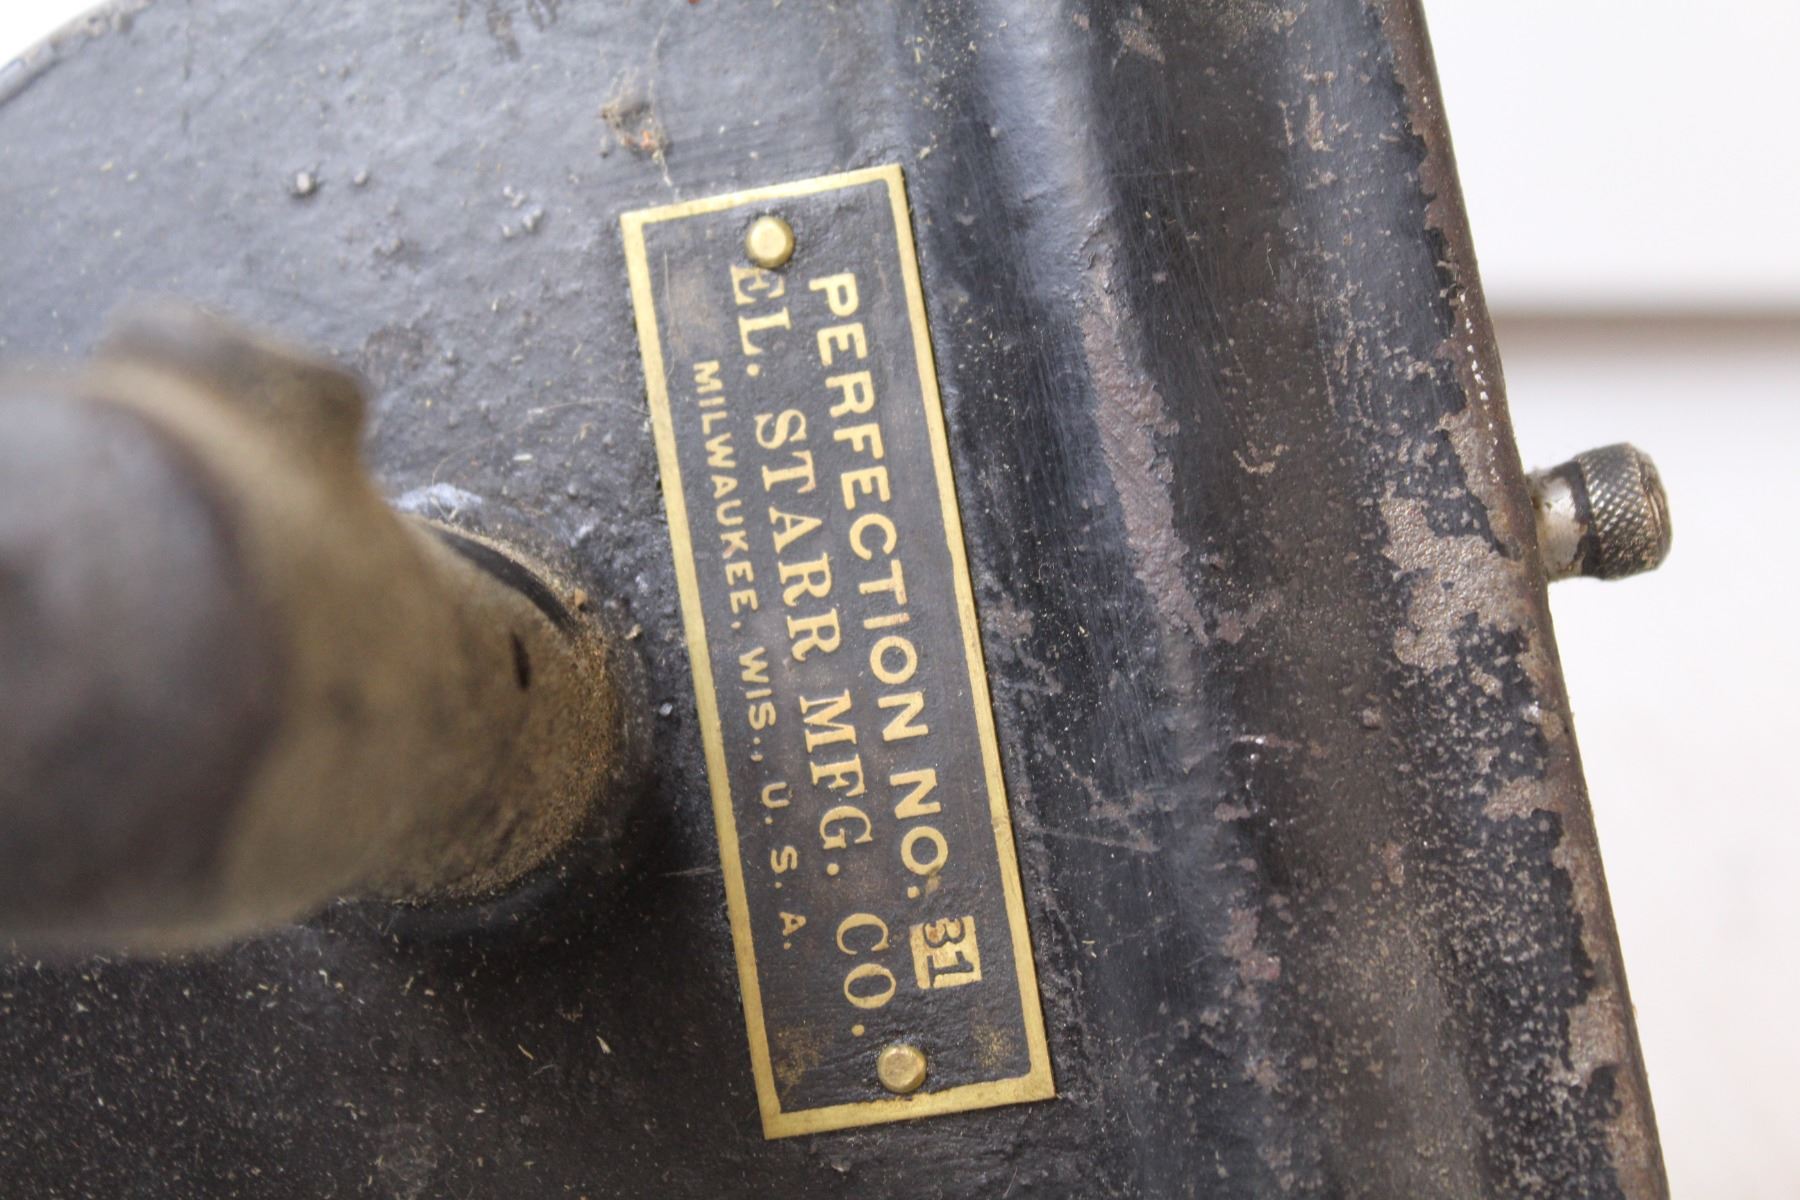 PERFECTION NO. 31
EL. STARR MFG. CO.
MILWAUKEE, WIS., U. S. A.